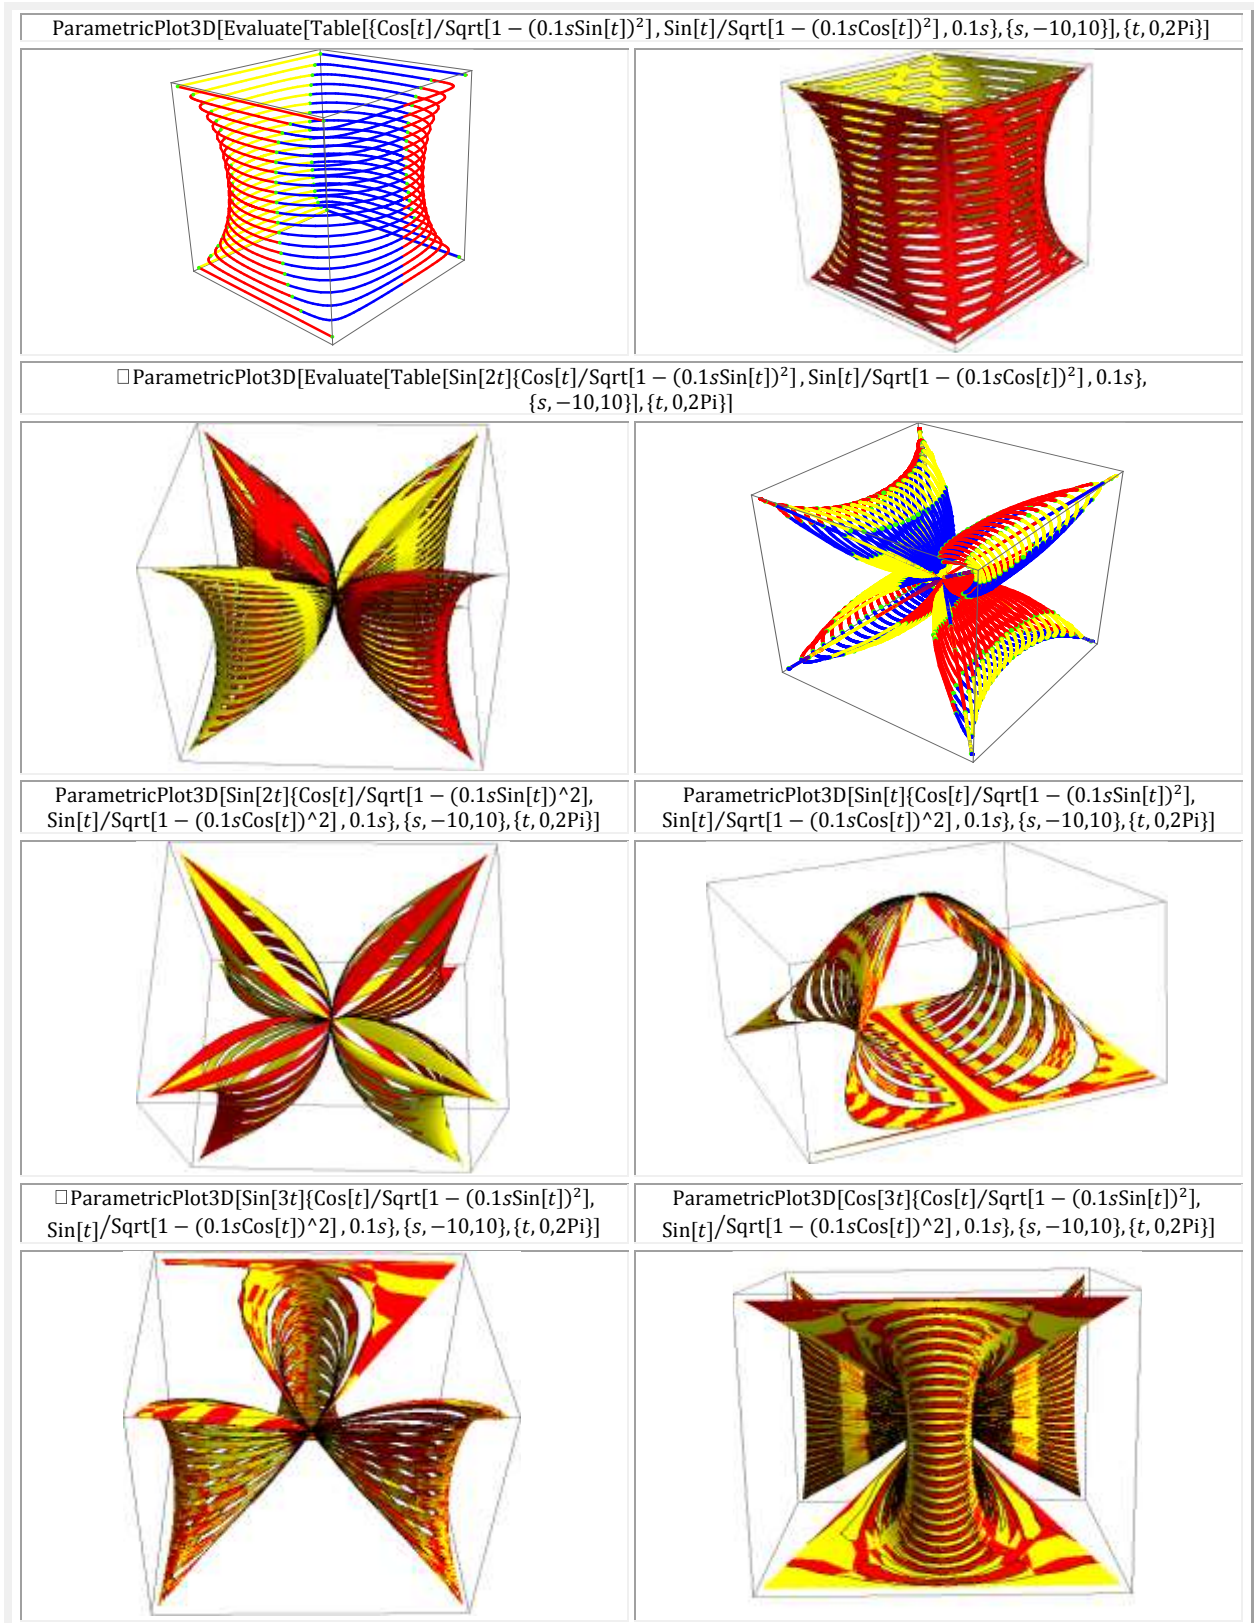 ParametricPlot3D[Evaluate[Table[{Cos[t]/Sqrt[1 − (0.1sSin[t])²], Sin[t]/Sqrt[1 − (0.1sCos[t])²], 0.1s}, {s, −10,10}], {t, 0,2Pi}]
□ParametricPlot3D[Evaluate[Table[Sin[2t]{Cos[t]/Sqrt[1 − (0.1sSin[t])²], Sin[t]/Sqrt[1 − (0.1sCos[t])²], 0.1s},
{s, −10,10}], {t, 0,2Pi}]
ParametricPlot3D[Sin[2t]{Cos[t]/Sqrt[1 − (0.1sSin[t])^2],
Sin[t]/Sqrt[1 − (0.1sCos[t])^2], 0.1s}, {s, −10,10}, {t, 0,2Pi}]
ParametricPlot3D[Sin[t]{Cos[t]/Sqrt[1 − (0.1sSin[t])²],
Sin[t]/Sqrt[1 − (0.1sCos[t])^2], 0.1s}, {s, −10,10}, {t, 0,2Pi}]
□ParametricPlot3D[Sin[3t]{Cos[t]/Sqrt[1 − (0.1sSin[t])²],
Sin[t]/Sqrt[1 − (0.1sCos[t])^2], 0.1s}, {s, −10,10}, {t, 0,2Pi}]
ParametricPlot3D[Cos[3t]{Cos[t]/Sqrt[1 − (0.1sSin[t])²],
Sin[t]/Sqrt[1 − (0.1sCos[t])^2], 0.1s}, {s, −10,10}, {t, 0,2Pi}]